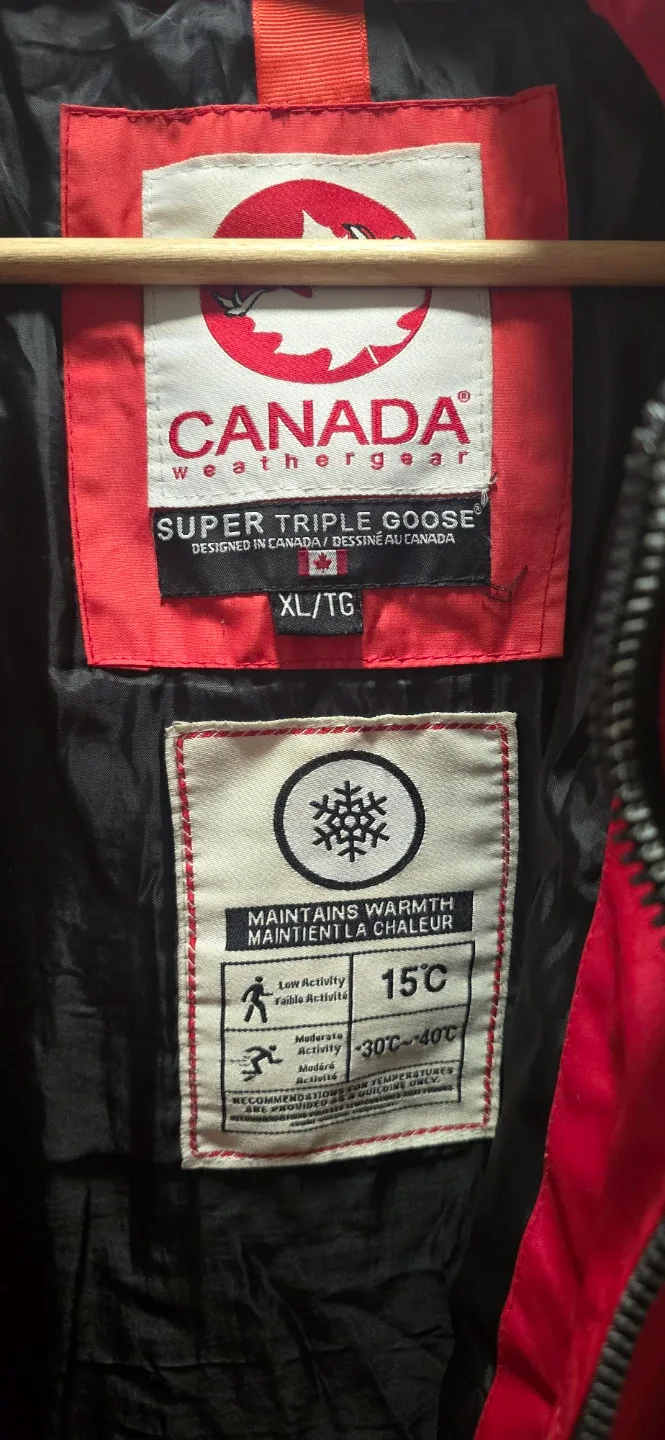 CANADA®
weathergear
SUPER TRIPLE GOOSE®
DESIGNED IN CANADA / DESSINÉ AU CANADA
XL/TG
MAINTAINS WARMTH
MAINTIENT LA CHALEUR
Low Activity
Faible Activité
15°C
Moderate
Activity
Modéré
Activité
-30°C~-40°C
RECOMMENDATIONS FOR TEMPERATURES
ARE PROVIDED AS A GUILDING ONLY.